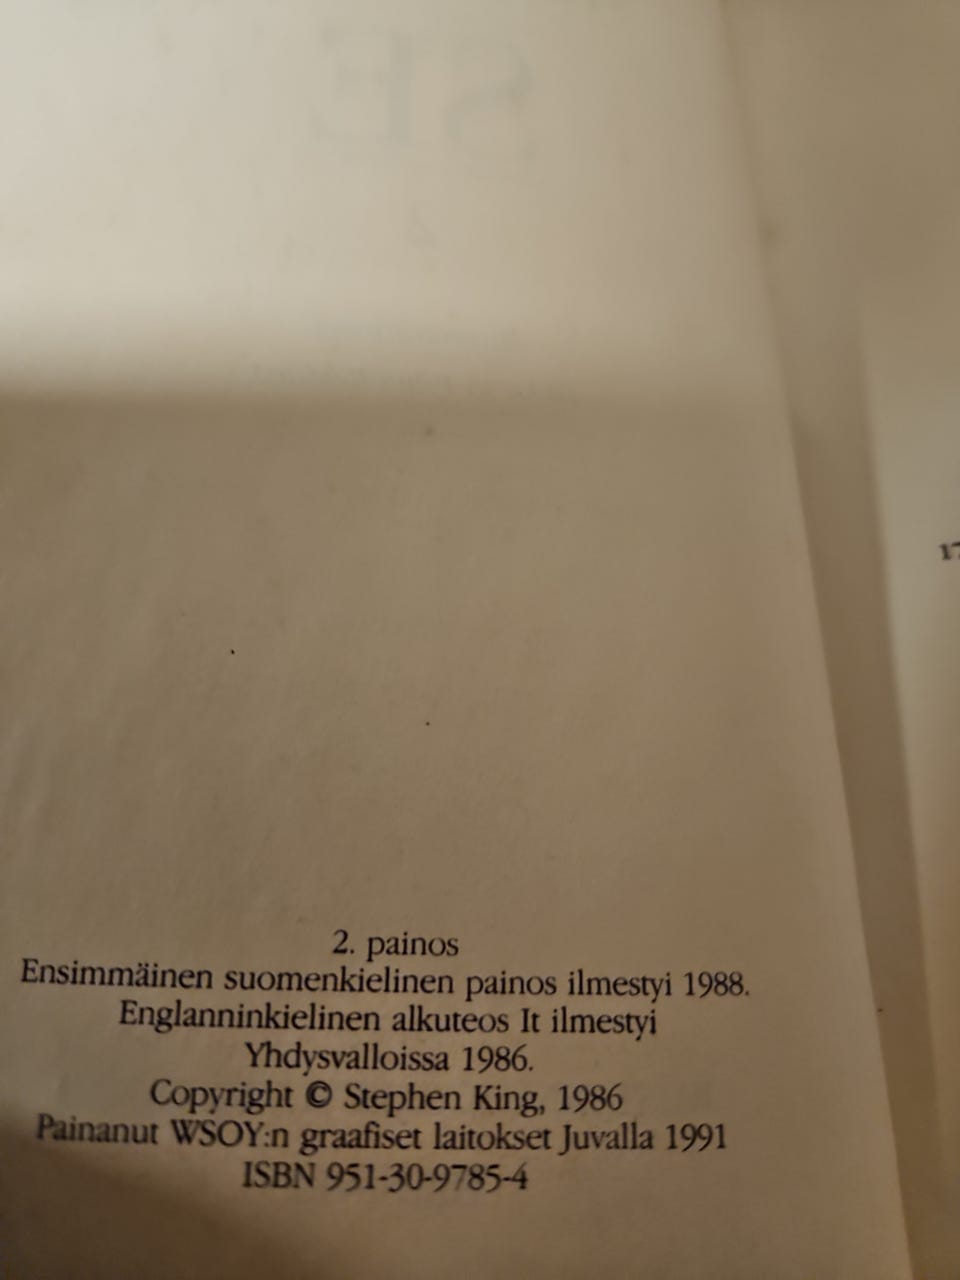 2. painos
Ensimmäinen suomenkielinen painos ilmestyi 1988.
Englanninkielinen alkuteos It ilmestyi
Yhdysvalloissa 1986.
Copyright © Stephen King, 1986
Painanut WSOY:n graafiset laitokset Juvalla 1991
ISBN 951-30-9785-4